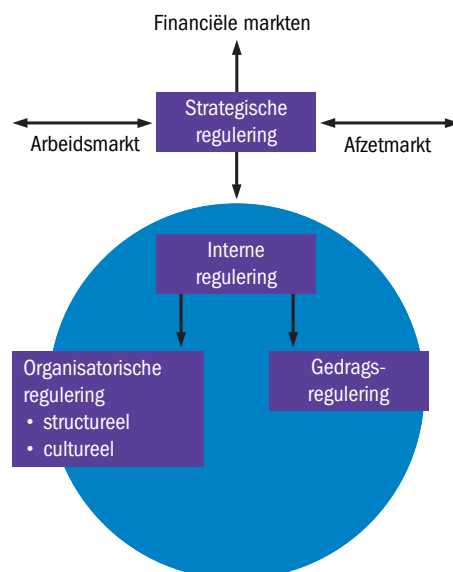 Financiële markten
Strategische
regulering
Arbeidsmarkt
Afzetmarkt
Interne
regulering
Organisatorische
regulering
• structureel
• cultureel
Gedrags-
regulering